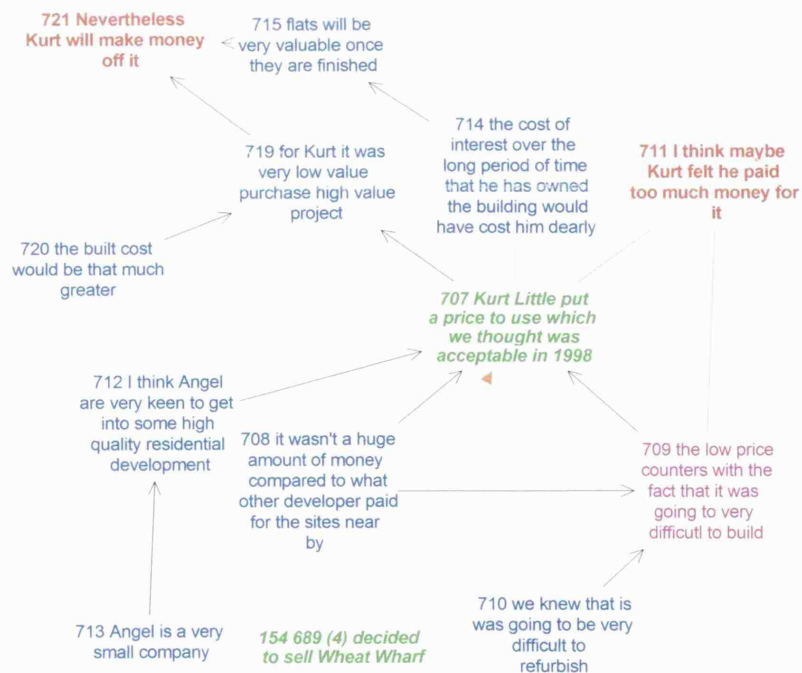 721 Nevertheless
Kurt will make money
off it
715 flats will be
very valuable once
they are finished
714 the cost of
interest over the
long period of time
that he has owned
the building would
have cost him dearly
711 I think maybe
Kurt felt he paid
too much money for
it
719 for Kurt it was
very low value
purchase high value
project
720 the built cost
would be that much
greater
707 Kurt Little put
a price to use which
we thought was
acceptable in 1998
712 I think Angel
are very keen to get
into some high
quality residential
development
708 it wasn't a huge
amount of money
compared to what
other developer paid
for the sites near
by
709 the low price
counters with the
fact that it was
going to very
difficutl to build
713 Angel is a very
small company
154 689 (4) decided
to sell Wheat Wharf
710 we knew that is
was going to be very
difficult to
refurbish